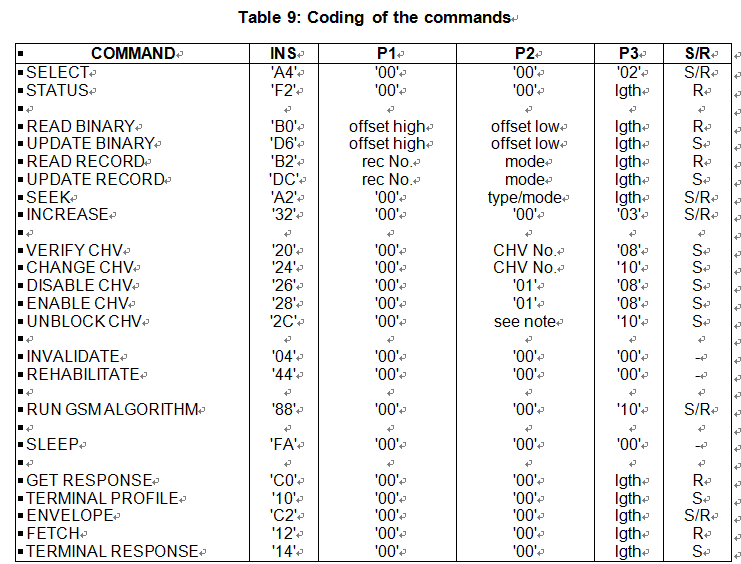 Table 9: Coding of the commands
COMMAND INS P1 P2 P3 S/R
SELECT 'A4' '00' '00' '02' S/R
STATUS 'F2' '00' '00' lgth R
READ BINARY 'B0' offset high offset low lgth R
UPDATE BINARY 'D6' offset high offset low lgth S
READ RECORD 'B2' rec No. mode lgth R
UPDATE RECORD 'DC' rec No. mode lgth S
SEEK 'A2' '00' type/mode lgth S/R
INCREASE '32' '00' '00' '03' S/R
VERIFY CHV '20' '00' CHV No. '08' S
CHANGE CHV '24' '00' CHV No. '10' S
DISABLE CHV '26' '00' '01' '08' S
ENABLE CHV '28' '00' '01' '08' S
UNBLOCK CHV '2C' '00' see note '10' S
INVALIDATE '04' '00' '00' '00' -
REHABILITATE '44' '00' '00' '00' -
RUN GSM ALGORITHM '88' '00' '00' '10' S/R
SLEEP 'FA' '00' '00' '00' -
GET RESPONSE 'C0' '00' '00' lgth R
TERMINAL PROFILE '10' '00' '00' lgth S
ENVELOPE 'C2' '00' '00' lgth S/R
FETCH '12' '00' '00' lgth R
TERMINAL RESPONSE '14' '00' '00' lgth S